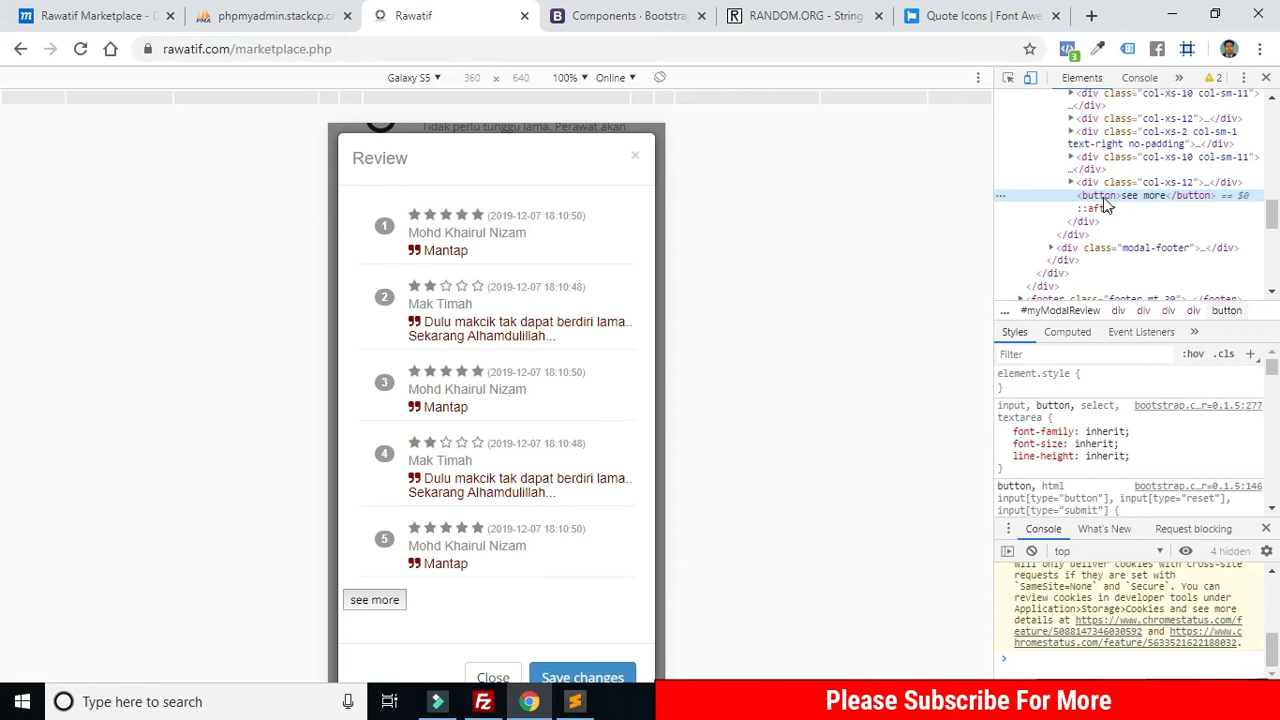 Rawatif Marketplace - D
phpmyadmin.stackcp.co
Rawatif
Components · Bootstrap
RANDOM.ORG - String
Quote Icons | Font Awe
rawatif.com/marketplace.php
3
Galaxy S5 ▾ 360 × 640 100% ▾ Online ▾
Elements Console » 2
Tidak perlu tunggu lama. Perawat akan
Review ×
1 (2019-12-07 18:10:50)
Mohd Khairul Nizam
Mantap
2 (2019-12-07 18:10:48)
Mak Timah
Dulu makcik tak dapat berdiri lama..
Sekarang Alhamdulillah...
3 (2019-12-07 18:10:50)
Mohd Khairul Nizam
Mantap
4 (2019-12-07 18:10:48)
Mak Timah
Dulu makcik tak dapat berdiri lama..
Sekarang Alhamdulillah...
5 (2019-12-07 18:10:50)
Mohd Khairul Nizam
Mantap
see more
Close Save changes
<div class="col-xs-10 col-sm-11">
…</div>
<div class="col-xs-12">…</div>
<div class="col-xs-2 col-sm-1
text-right no-padding">…</div>
<div class="col-xs-10 col-sm-11">
…</div>
<div class="col-xs-12">…</div>
<button>see more</button> == $0
::aft
</div>
</div>
<div class="modal-footer">…</div>
</div>
</div>
</div>
<footer class="footer mt-30">…</footer>
... #myModalReview div div div div button
Styles Computed Event Listeners »
Filter :hov .cls +
element.style {
}
input, button, select, bootstrap.c…r=0.1.5:277
textarea {
font-family: inherit;
font-size: inherit;
line-height: inherit;
}
button, html bootstrap.c…r=0.1.5:146
input[type="button"], input[type="reset"],
input[type="submit"] {
Console What's New Request blocking
top 4 hidden
will only deliver cookies with cross-site
requests if they are set with
`SameSite=None` and `Secure`. You can
review cookies in developer tools under
Application>Storage>Cookies and see more
details at https://www.chromestatus.com/f
eature/5088147346030592 and https://www.c
hromestatus.com/feature/5633521622188032.
Type here to search
Please Subscribe For More